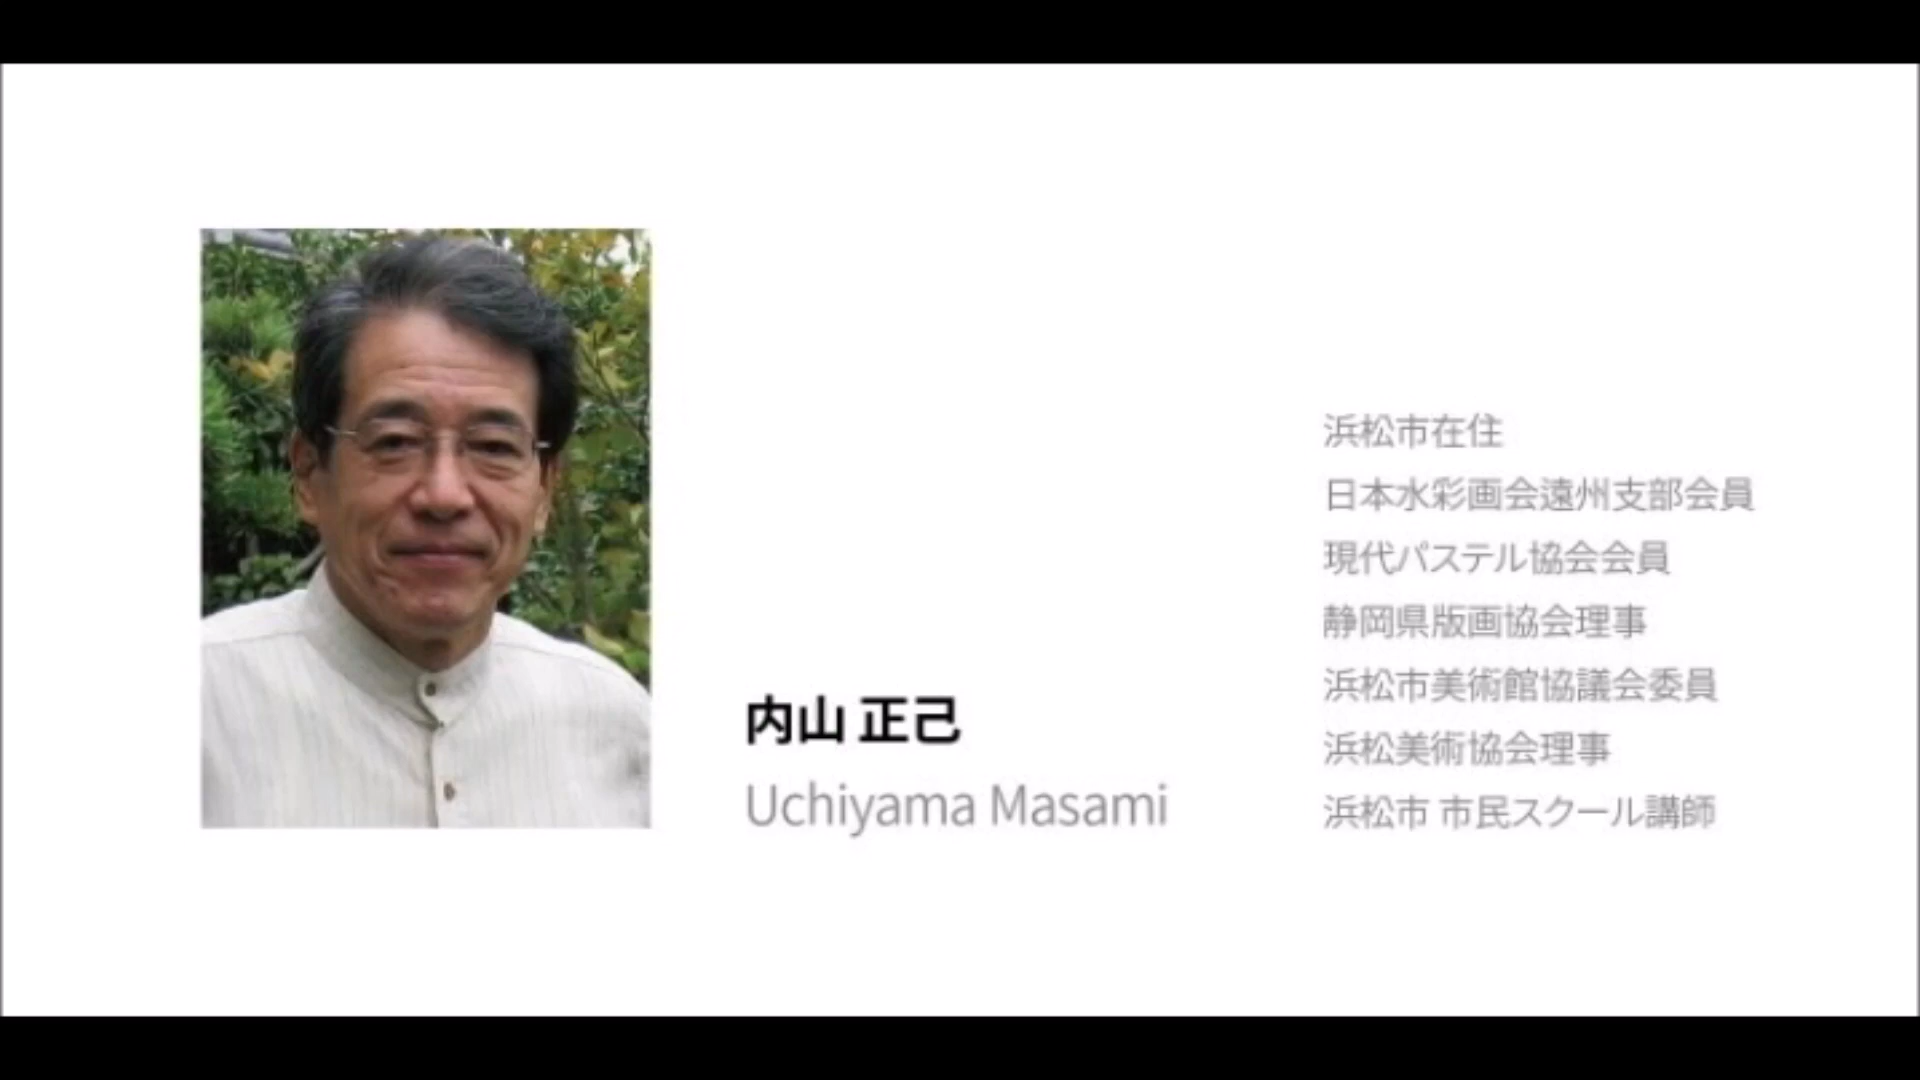 内山 正己
Uchiyama Masami
浜松市在住
日本水彩画会遠州支部会員
現代パステル協会会員
静岡県版画協会理事
浜松市美術館協議会委員
浜松美術協会理事
浜松市 市民スクール講師